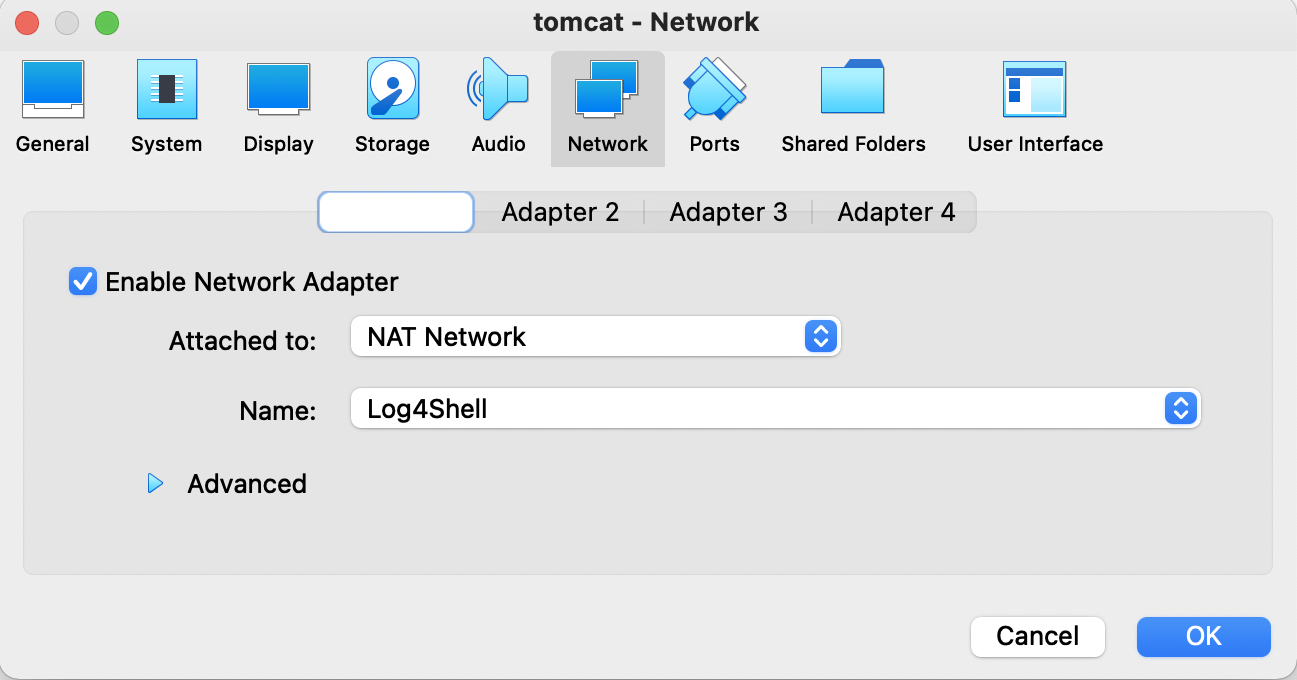 tomcat - Network
General System Display Storage Audio Network Ports Shared Folders User Interface
Adapter 2 Adapter 3 Adapter 4
Enable Network Adapter
Attached to: NAT Network
Name: Log4Shell
Advanced
Cancel OK